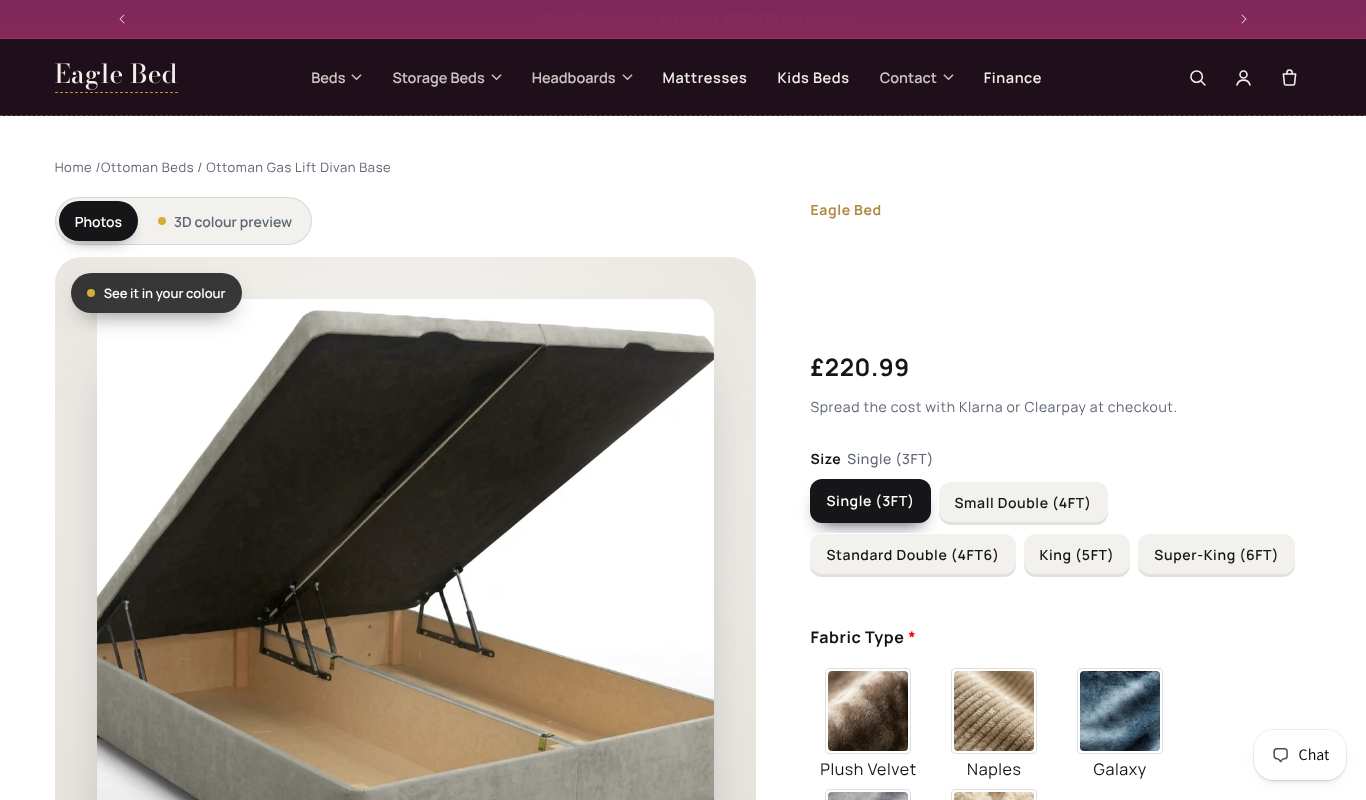 Eagle Bed
Beds
Storage Beds
Headboards
Mattresses
Kids Beds
Contact
Finance
Home /Ottoman Beds / Ottoman Gas Lift Divan Base
Photos
3D colour preview
See it in your colour
Eagle Bed
£220.99
Spread the cost with Klarna or Clearpay at checkout.
Size Single (3FT)
Single (3FT)
Small Double (4FT)
Standard Double (4FT6)
King (5FT)
Super-King (6FT)
Fabric Type *
Plush Velvet
Naples
Galaxy
Chat